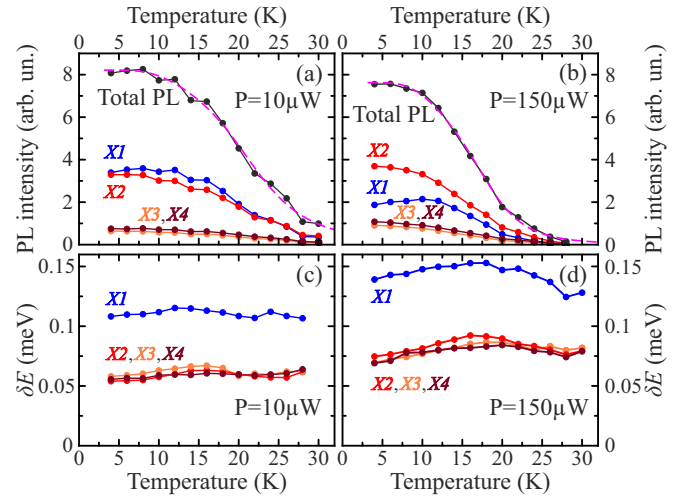 Temperature (K) Temperature (K)
0 5 10 15 20 25 30 0 5 10 15 20 25 30
PL intensity (arb. un.)
8
6
4
2
0
(a)
P=10μW
Total PL
X1
X2
X3,X4
(b)
P=150μW
Total PL
X2
X1
X3,X4
8
6
4
2
0
PL intensity (arb. un.)
δE (meV)
0.15
0.1
0.05
0
(c)
X1
X2,X3,X4
P=10μW
(d)
X1
X2,X3,X4
P=150μW
0.15
0.1
0.05
0
δE (meV)
0 5 10 15 20 25 30 0 5 10 15 20 25 30
Temperature (K) Temperature (K)